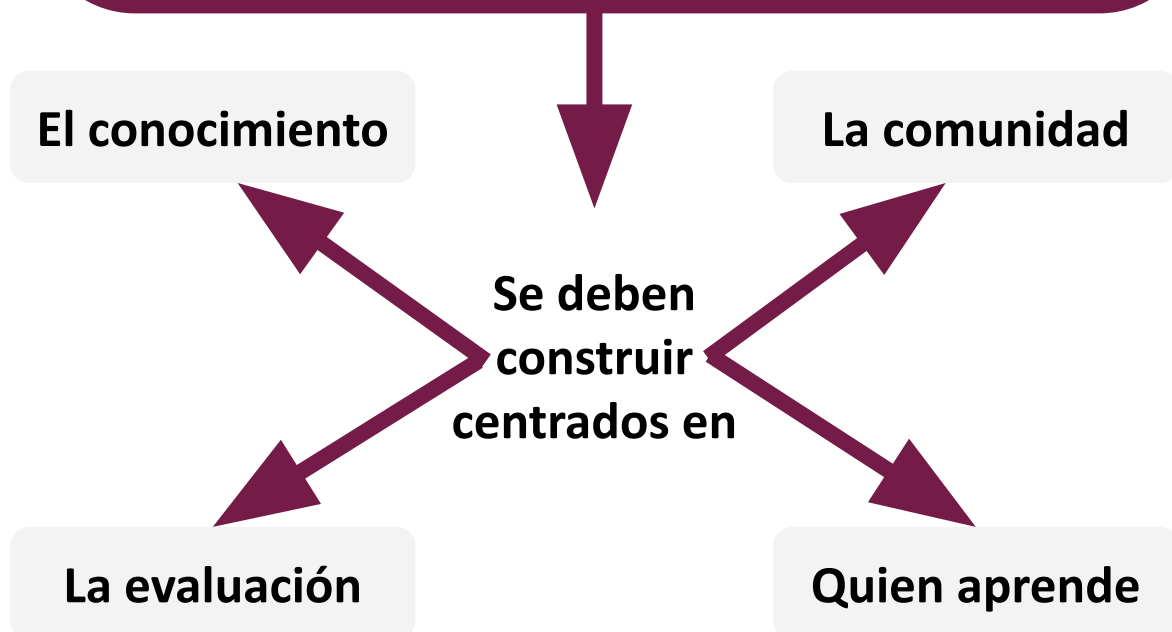 El conocimiento
La comunidad
Se deben
construir
centrados en
La evaluación
Quien aprende